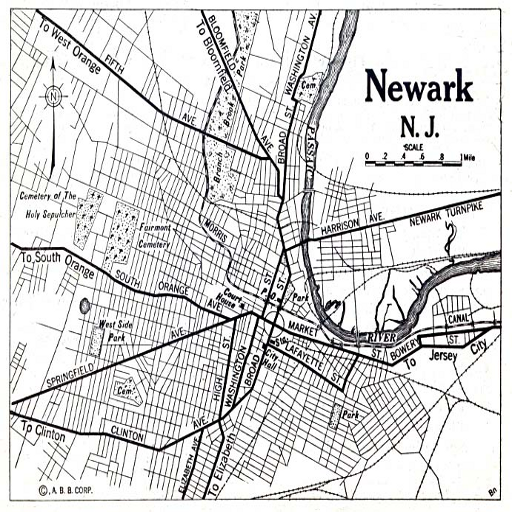 Newark
N. J.
SCALE
0 .2 .4 .6 .8 1 Mile
To West Orange
FIFTH
AVE
To Bloomfield
BLOOMFIELD
AVE
Branch Brook Park
WASHINGTON AV.
Cem.
BROAD ST
PASSAIC
N
Cemetery of The
Holy Sepulcher
Fairmont
Cemetery
MORRIS
HARRISON AVE.
NEWARK TURNPIKE
To South Orange
SOUTH ORANGE AVE
Court House
P.O.
Park
ST
MARKET
ST
RIVER
CANAL
ST.
BOWERY
To Jersey City
West Side
Park
SPRINGFIELD AVE.
HIGH ST
WASHINGTON
BROAD
City Hall
LAFAYETTE ST
Cem.
Park
To Clinton
CLINTON AVE
ELIZABETH AVE
To Elizabeth
©, A. B. B. CORP.
Bn